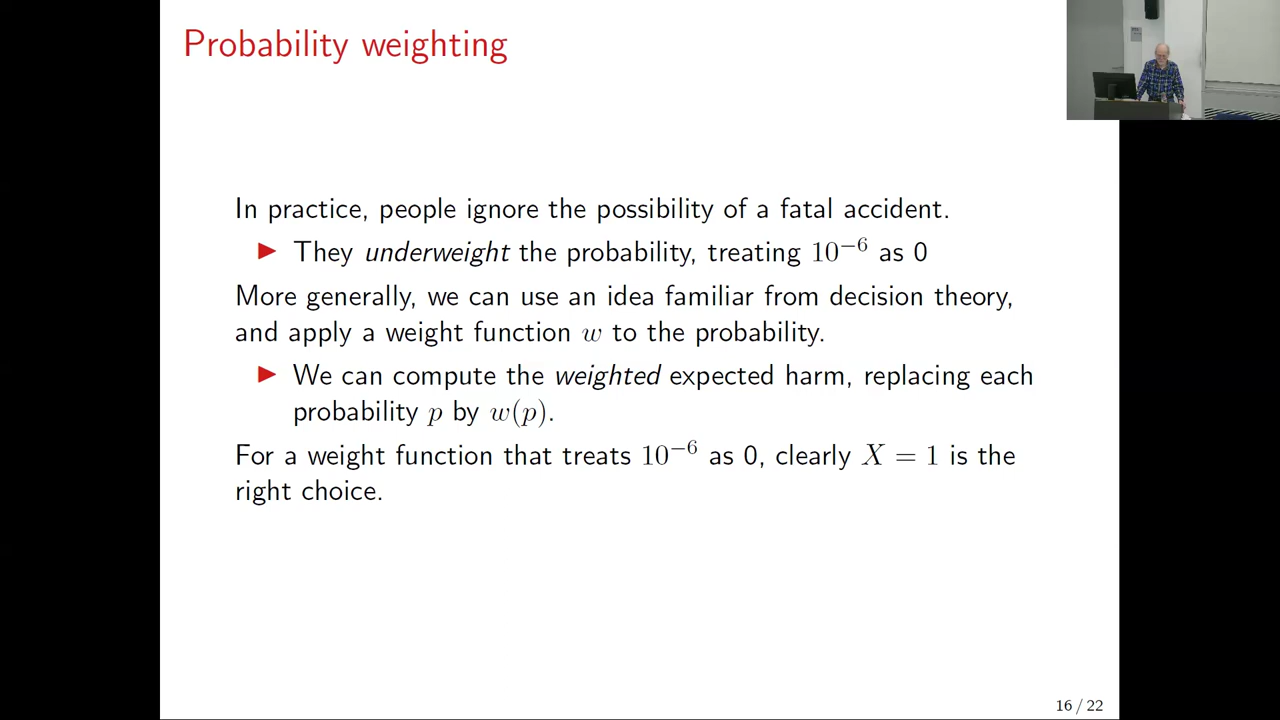 Probability weighting
In practice, people ignore the possibility of a fatal accident.
▶ They underweight the probability, treating 10⁻⁶ as 0
More generally, we can use an idea familiar from decision theory,
and apply a weight function w to the probability.
▶ We can compute the weighted expected harm, replacing each
probability p by w(p).
For a weight function that treats 10⁻⁶ as 0, clearly X = 1 is the
right choice.
16 / 22